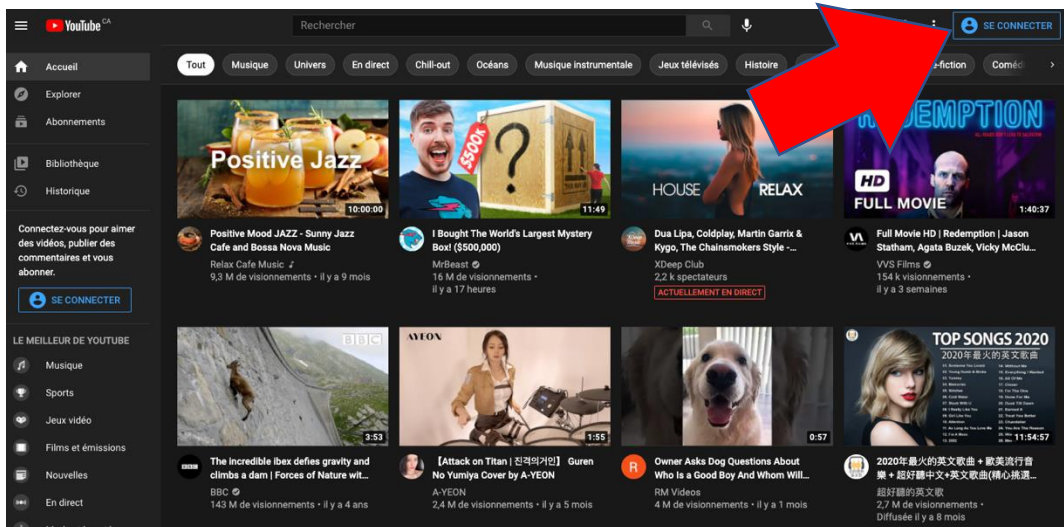 YouTube CA
Rechercher
SE CONNECTER
Accueil
Explorer
Abonnements
Bibliothèque
Historique
Connectez-vous pour aimer
des vidéos, publier des
commentaires et vous
abonner.
SE CONNECTER
LE MEILLEUR DE YOUTUBE
Musique
Sports
Jeux vidéo
Films et émissions
Nouvelles
En direct
Tout
Musique
Univers
En direct
Chill-out
Océans
Musique instrumentale
Jeux télévisés
Histoire
-fiction
Coméd
Positive Jazz
10:00:00
Positive Mood JAZZ - Sunny Jazz
Cafe and Bossa Nova Music
Relax Cafe Music
9,3 M de visionnements • il y a 9 mois
$500K
?
11:49
I Bought The World's Largest Mystery
Box! ($500,000)
MrBeast
16 M de visionnements •
il y a 17 heures
HOUSE RELAX
Dua Lipa, Coldplay, Martin Garrix &
Kygo, The Chainsmokers Style -...
XDeep Club
2,2 k spectateurs
ACTUELLEMENT EN DIRECT
DEMPTION
HD
FULL MOVIE
1:40:37
Full Movie HD | Redemption | Jason
Statham, Agata Buzek, Vicky McClu...
VVS Films
154 k visionnements •
il y a 3 semaines
BBC
3:53
The incredible ibex defies gravity and
climbs a dam | Forces of Nature wit...
BBC
143 M de visionnements • il y a 4 ans
AYEON
1:55
【Attack on Titan | 진격의거인】 Guren
No Yumiya Cover by A-YEON
A-YEON
2,4 M de visionnements • il y a 5 mois
0:57
R
Owner Asks Dog Questions About
Who Is a Good Boy And Whom Will...
RM Videos
4 M de visionnements • il y a 1 mois
TOP SONGS 2020
2020年最火的英文歌曲
11:54:57
2020年最火的英文歌曲 + 歐美流行音
樂 + 超好聽中文+英文歌曲(精心挑選...
超好聽的英文歌
2,7 M de visionnements •
Diffusée il y a 8 mois